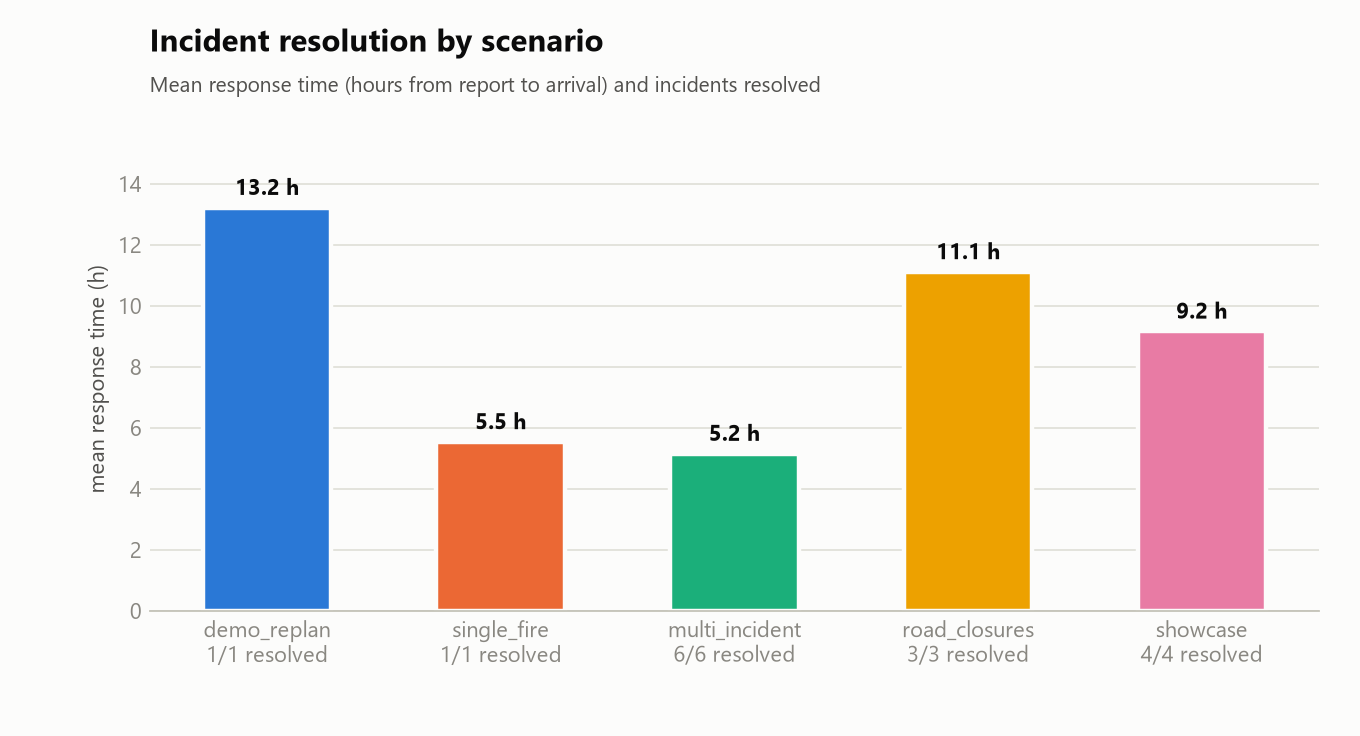 Incident resolution by scenario
Mean response time (hours from report to arrival) and incidents resolved
mean response time (h)
14
12
10
8
6
4
2
0
13.2 h
5.5 h
5.2 h
11.1 h
9.2 h
demo_replan
1/1 resolved
single_fire
1/1 resolved
multi_incident
6/6 resolved
road_closures
3/3 resolved
showcase
4/4 resolved